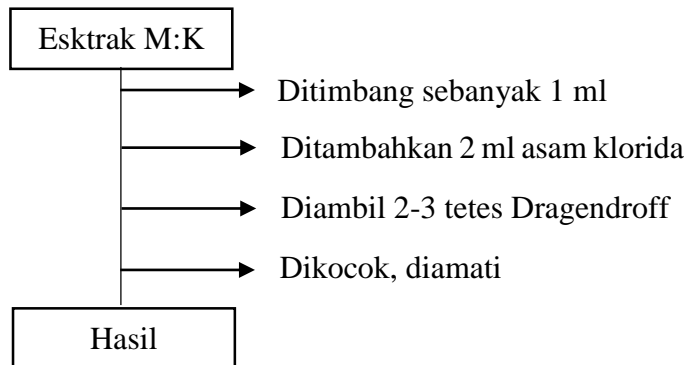 Esktrak M:K
Ditimbang sebanyak 1 ml
Ditambahkan 2 ml asam klorida
Diambil 2-3 tetes Dragendroff
Dikocok, diamati
Hasil